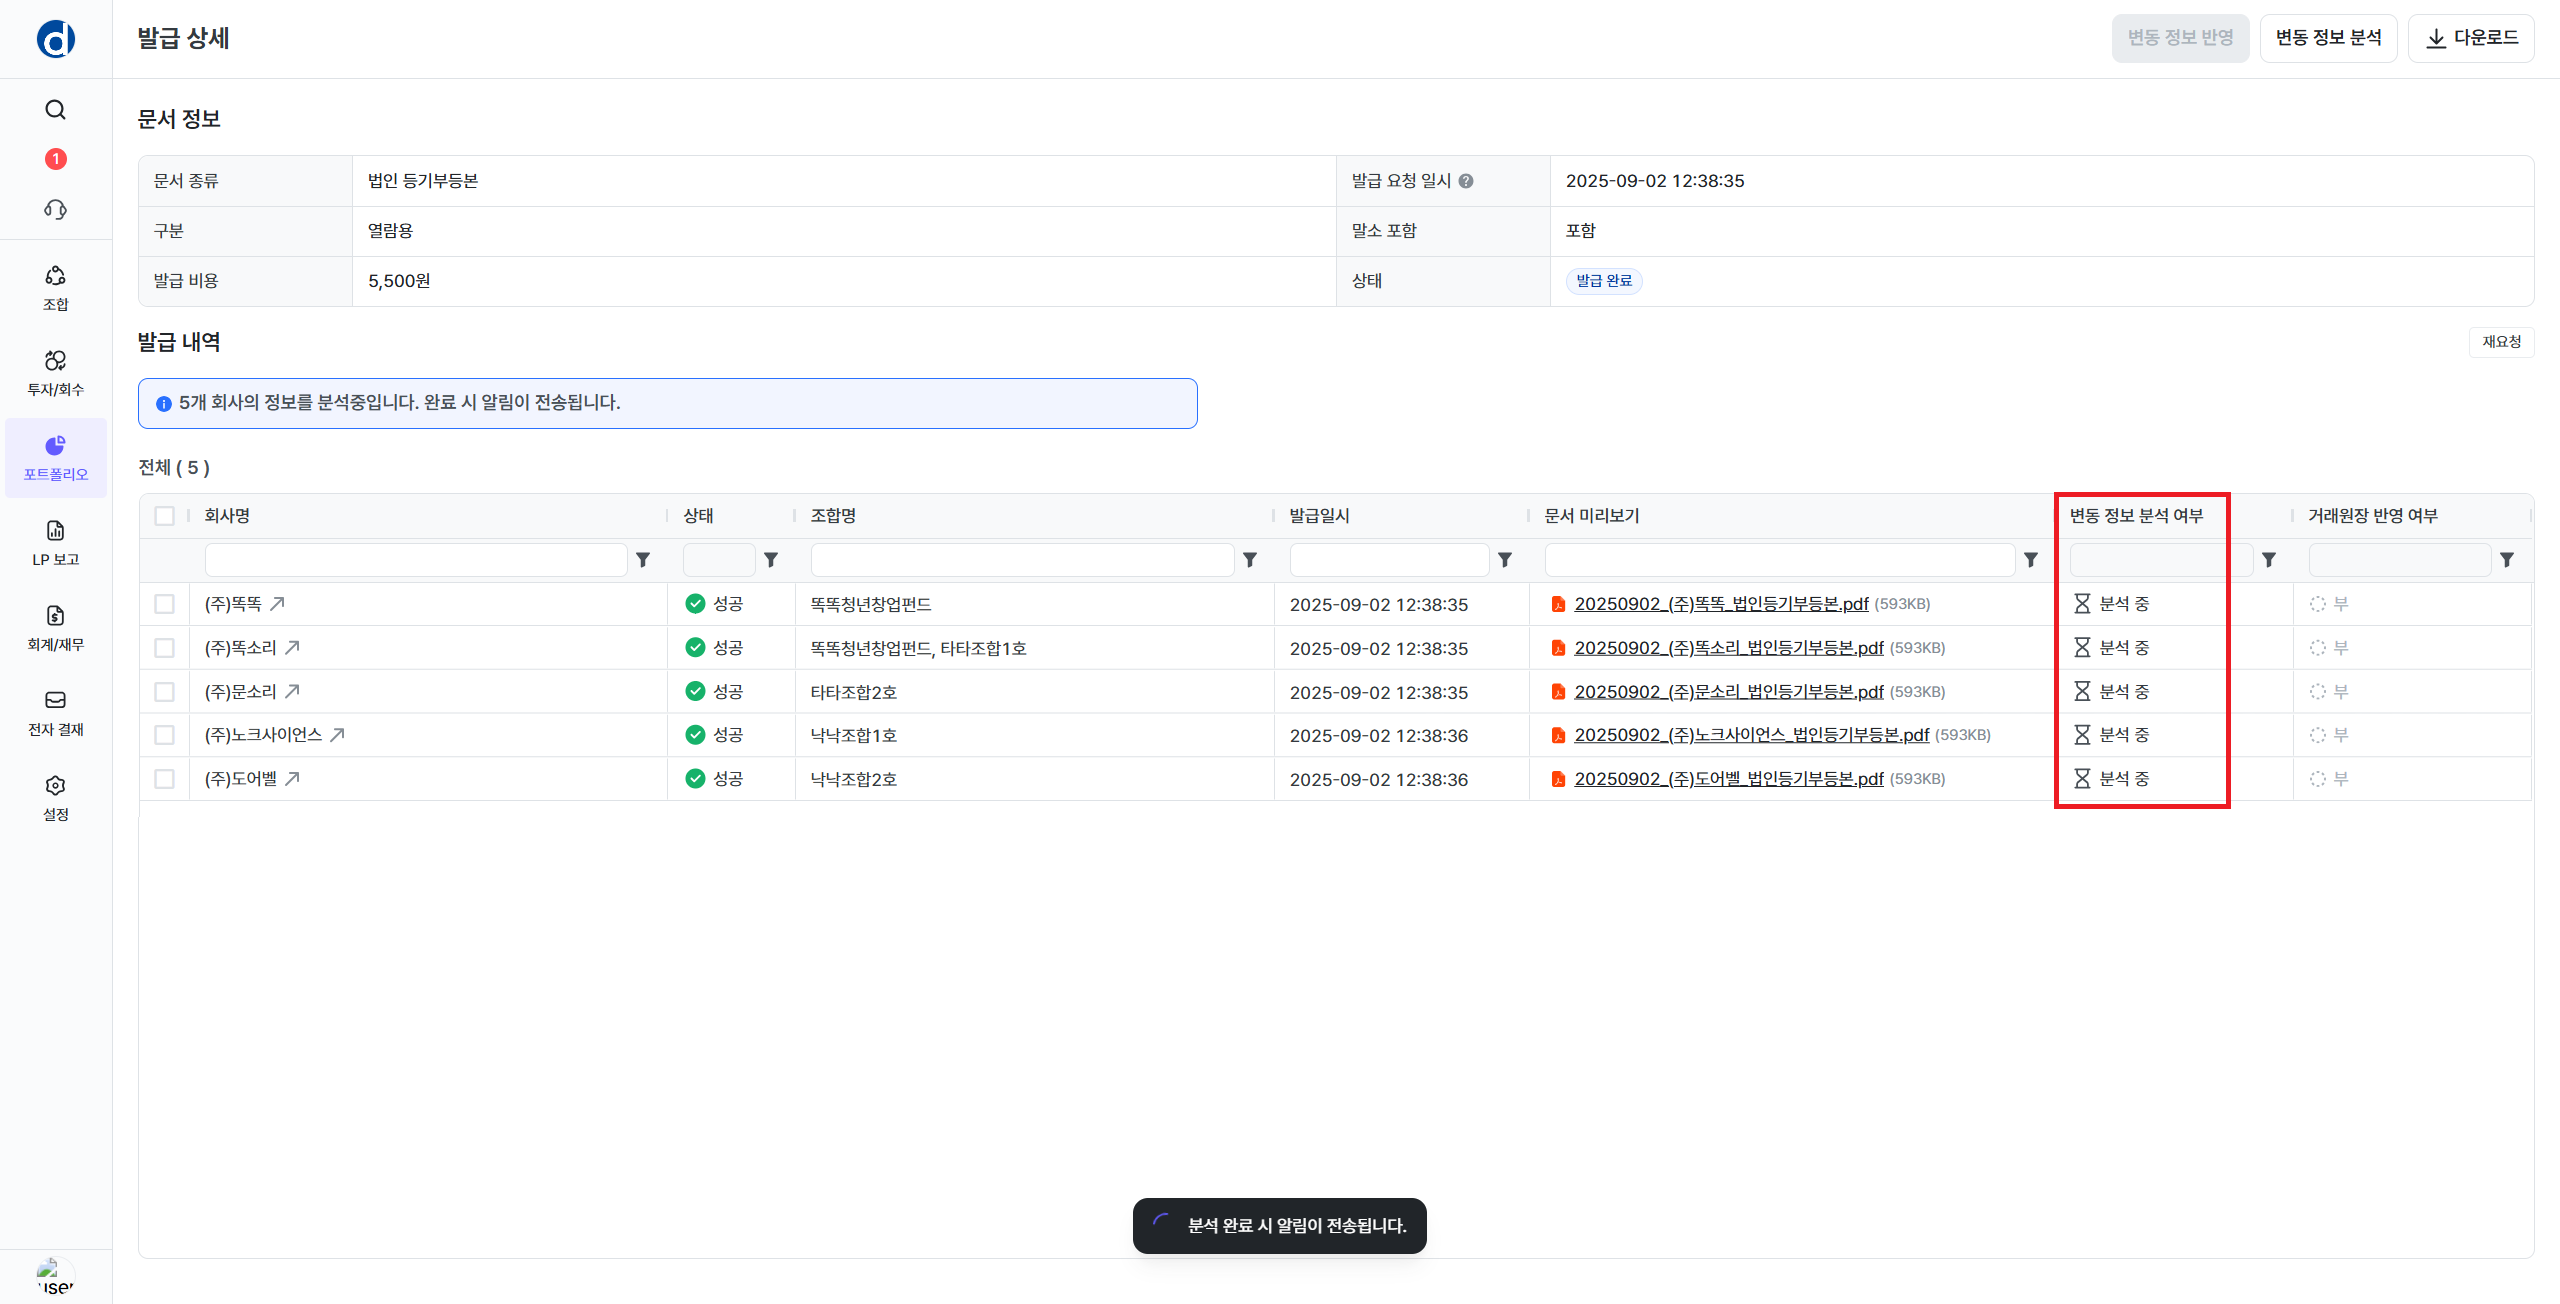 발급 상세
변동 정보 반영
변동 정보 분석
다운로드
1
조합
투자/회수
포트폴리오
LP 보고
회계/재무
전자 결재
설정
user
문서 정보
문서 종류
법인 등기부등본
발급 요청 일시
2025-09-02 12:38:35
구분
열람용
말소 포함
포함
발급 비용
5,500원
상태
발급 완료
발급 내역
재요청
5개 회사의 정보를 분석중입니다. 완료 시 알림이 전송됩니다.
전체 ( 5 )
회사명 상태 조합명 발급일시 문서 미리보기 변동 정보 분석 여부 거래원장 반영 여부
(주)똑똑 성공 똑똑청년창업펀드 2025-09-02 12:38:35 20250902_(주)똑똑_법인등기부등본.pdf (593KB) 분석 중 부
(주)똑소리 성공 똑똑청년창업펀드, 타타조합1호 2025-09-02 12:38:35 20250902_(주)똑소리_법인등기부등본.pdf (593KB) 분석 중 부
(주)문소리 성공 타타조합2호 2025-09-02 12:38:35 20250902_(주)문소리_법인등기부등본.pdf (593KB) 분석 중 부
(주)노크사이언스 성공 낙낙조합1호 2025-09-02 12:38:36 20250902_(주)노크사이언스_법인등기부등본.pdf (593KB) 분석 중 부
(주)도어벨 성공 낙낙조합2호 2025-09-02 12:38:36 20250902_(주)도어벨_법인등기부등본.pdf (593KB) 분석 중 부
분석 완료 시 알림이 전송됩니다.